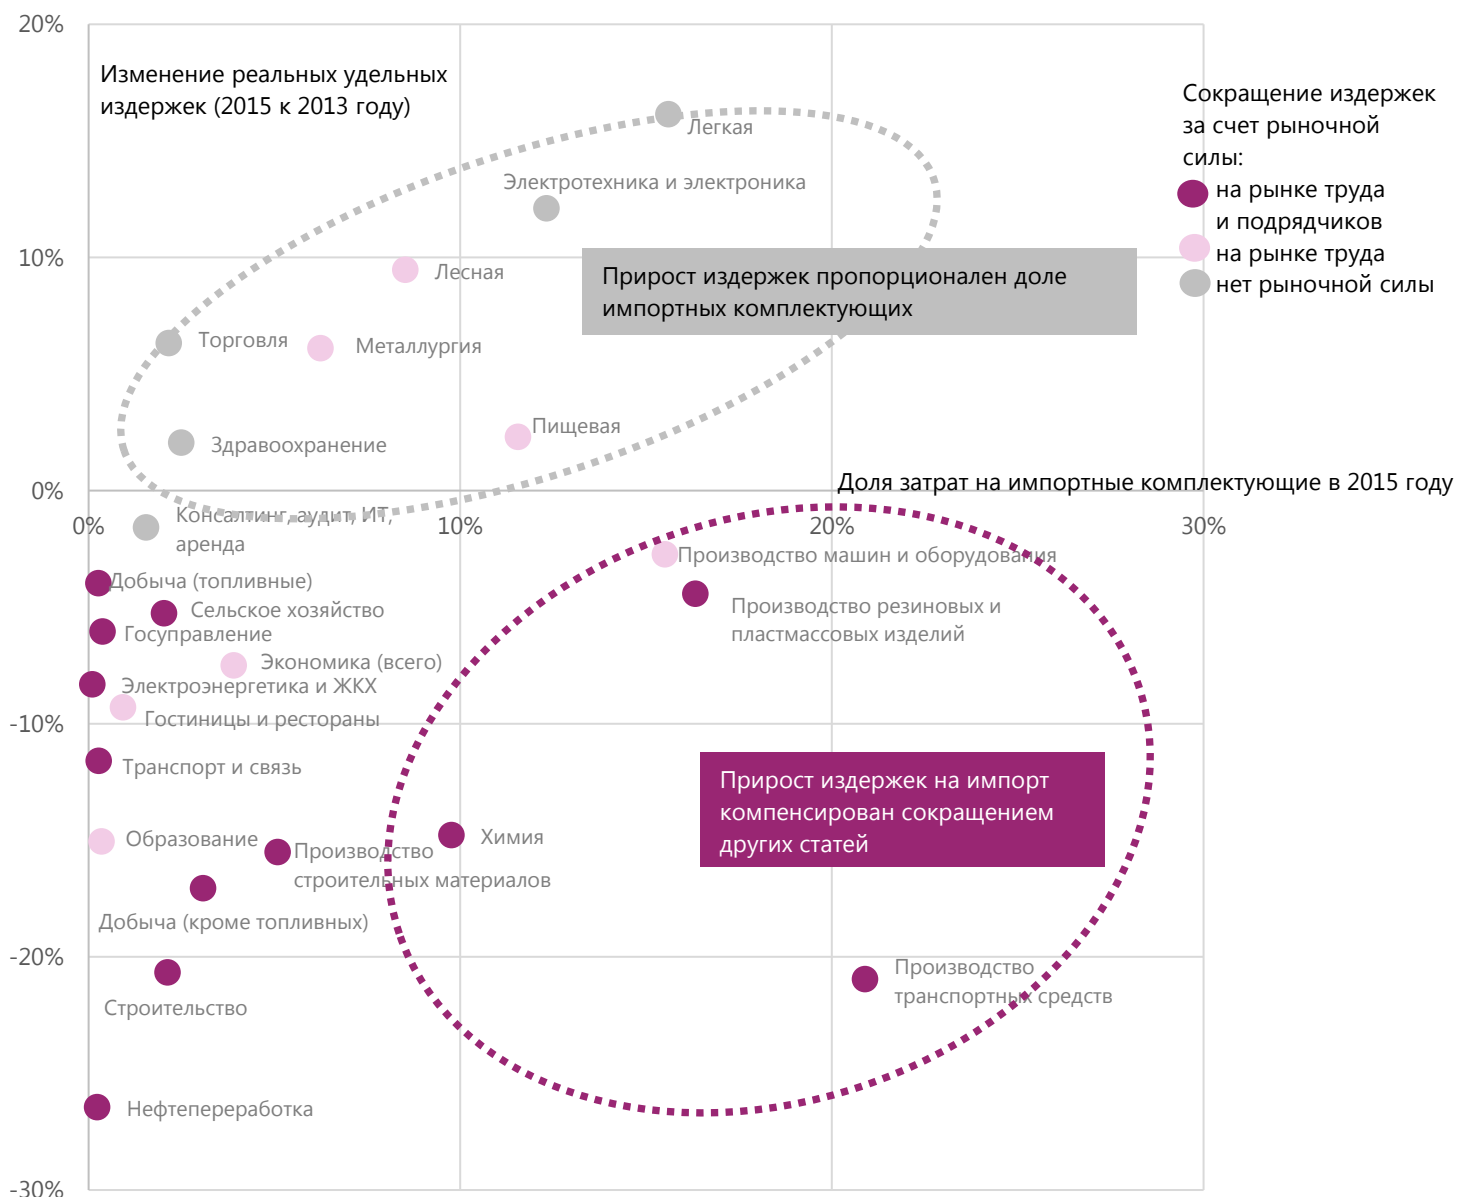 20%
Изменение реальных удельных
издержек (2015 к 2013 году)
Сокращение издержек
за счет рыночной
силы:
на рынке труда
и подрядчиков
на рынке труда
нет рыночной силы
Легкая
Электротехника и электроника
10%
Лесная
Прирост издержек пропорционален доле
импортных комплектующих
Торговля
Металлургия
Пищевая
Здравоохранение
0%
Доля затрат на импортные комплектующие в 2015 году
0%
10%
20%
30%
Консалтинг, аудит, ИТ,
аренда
Производство машин и оборудования
Добыча (топливные)
Сельское хозяйство
Производство резиновых и
пластмассовых изделий
Госуправление
Экономика (всего)
Электроэнергетика и ЖКХ
Гостиницы и рестораны
-10%
Транспорт и связь
Прирост издержек на импорт
компенсирован сокращением
других статей
Образование
Химия
Производство
строительных материалов
Добыча (кроме топливных)
-20%
Производство
транспортных средств
Строительство
Нефтепереработка
-30%